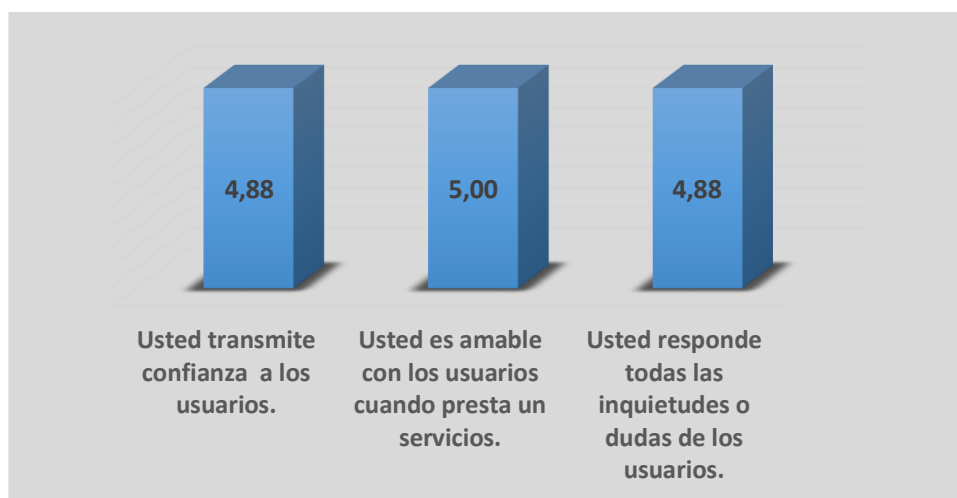 4,88
5,00
4,88
Usted transmite
confianza  a los
usuarios.
Usted es amable
con los usuarios
cuando presta un
servicios.
Usted responde
todas las
inquietudes o
dudas de los
usuarios.